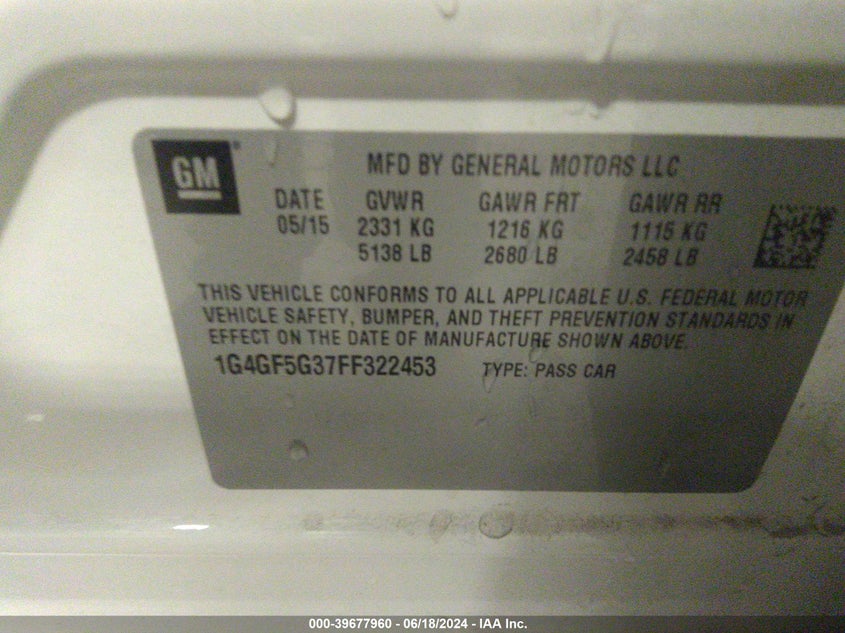 GM ®
MFD BY GENERAL MOTORS LLC
DATE GVWR GAWR FRT GAWR RR
05/15 2331 KG 1216 KG 1115 KG
5138 LB 2680 LB 2458 LB
THIS VEHICLE CONFORMS TO ALL APPLICABLE U.S. FEDERAL MOTOR
VEHICLE SAFETY, BUMPER, AND THEFT PREVENTION STANDARDS IN
EFFECT ON THE DATE OF MANUFACTURE SHOWN ABOVE.
1G4GF5G37FF322453 TYPE: PASS CAR
000-39677960 - 06/18/2024 - IAA Inc.